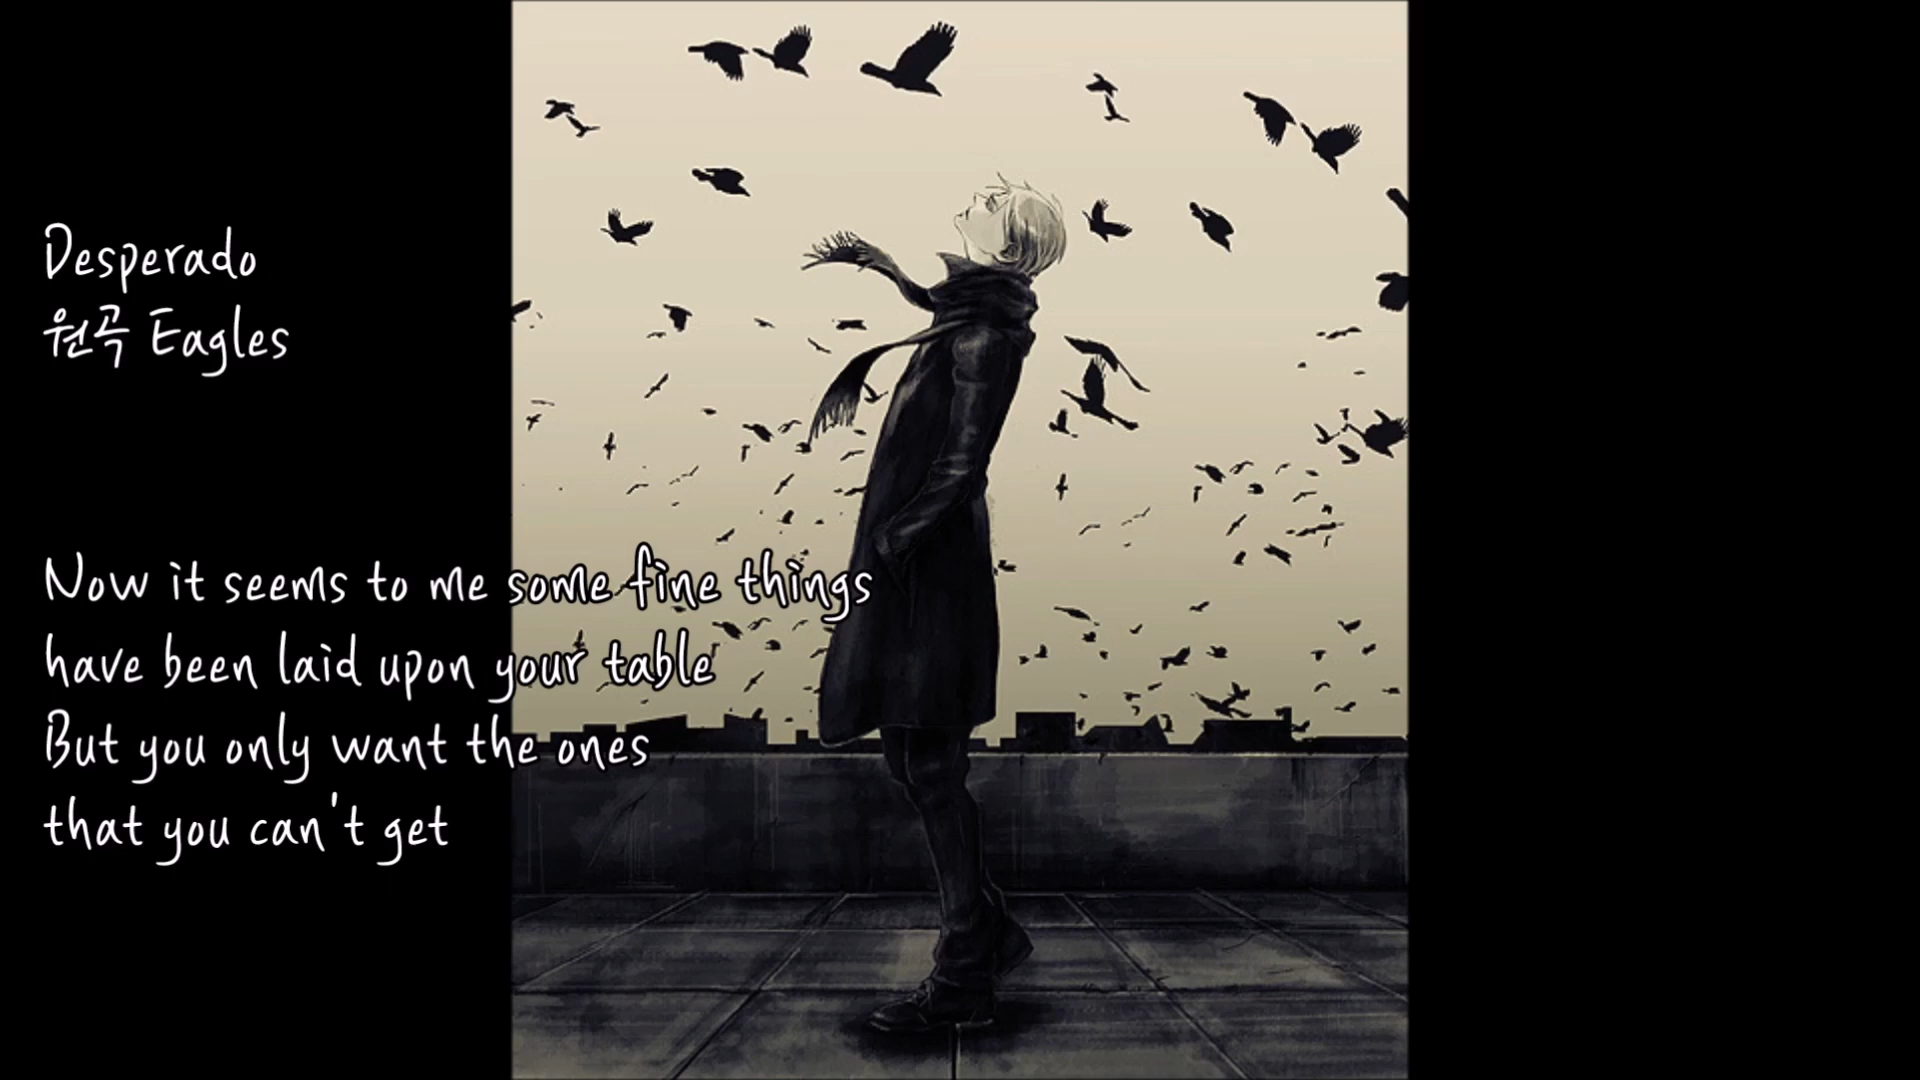 Desperado
원곡 Eagles
Now it seems to me some fine things
have been laid upon your table
But you only want the ones
that you can't get